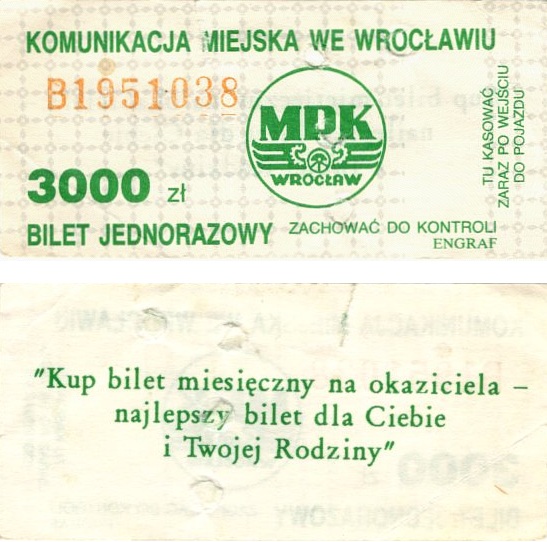 KOMUNIKACJA MIEJSKA WE WROCŁAWIU
B1951038
MPK
WROCŁAW
3000 zł
BILET JEDNORAZOWY
ZACHOWAĆ DO KONTROLI
ENGRAF
TU KASOWAĆ
ZARAZ PO WEJŚCIU
DO POJAZDU
"Kup bilet miesięczny na okaziciela –
najlepszy bilet dla Ciebie
i Twojej Rodziny"